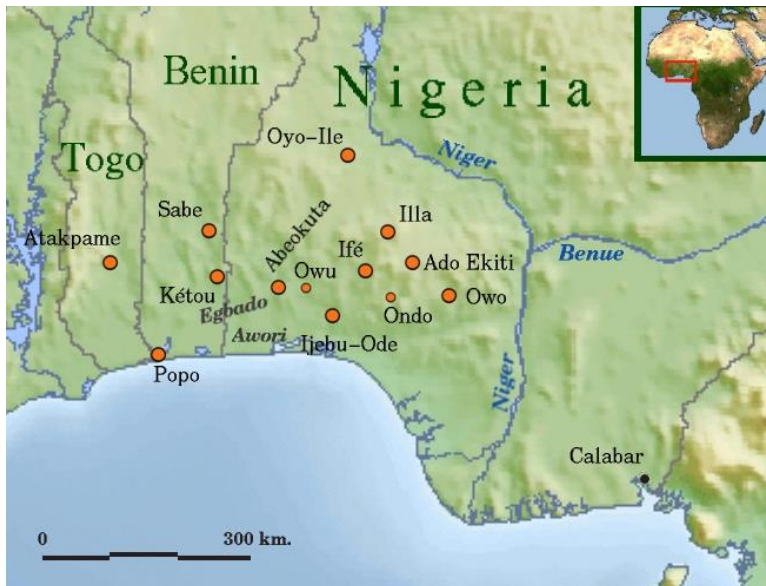 Benin
Nigeria
Togo
Oyo-Ile
Niger
Sabe
Abeokuta
Illa
Atakpame
Ifé
Benue
Owu
Ado Ekiti
Kétou
Egbado
Owo
Ondo
Awori
Ijebu-Ode
Popo
Niger
Calabar
0 300 km.